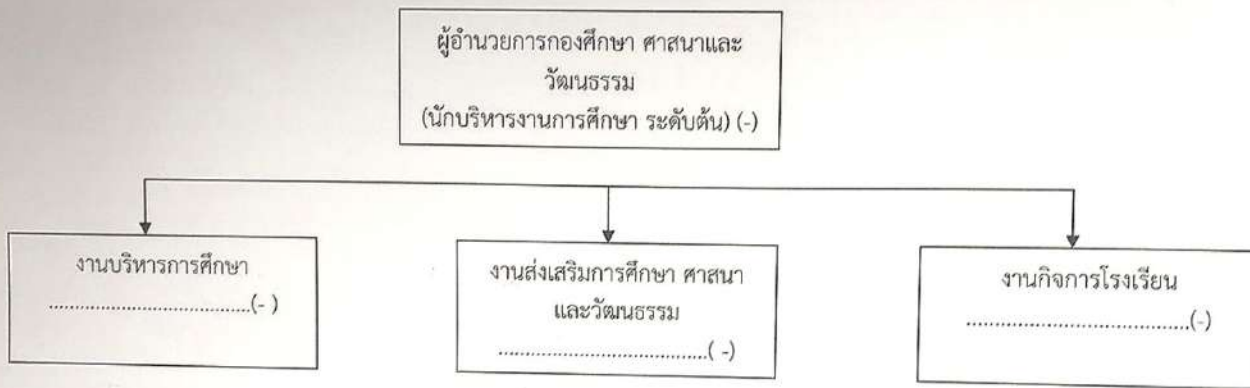 ผู้อำนวยการกองศึกษา ศาสนาและ
วัฒนธรรม
(นักบริหารงานการศึกษา ระดับต้น) (-)
งานบริหารการศึกษา
.....................................(- )
งานส่งเสริมการศึกษา ศาสนา
และวัฒนธรรม
.......................................( -)
งานกิจการโรงเรียน
.........................................(-)